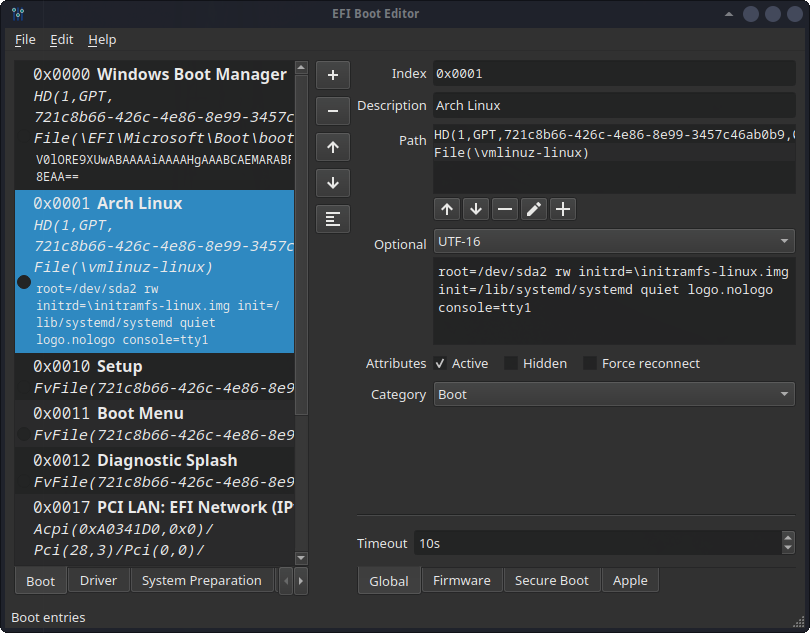 EFI Boot Editor
File Edit Help
0x0000 Windows Boot Manager
HD(1,GPT,
721c8b66-426c-4e86-8e99-3457c
File(\EFI\Microsoft\Boot\boot
V0lORE9XUwABAAAAiAAAAHgAAABCAEMARABF
8EAA==
0x0001 Arch Linux
HD(1,GPT,
721c8b66-426c-4e86-8e99-3457c
File(\vmlinuz-linux)
root=/dev/sda2 rw
initrd=\initramfs-linux.img init=/
lib/systemd/systemd quiet
logo.nologo console=tty1
0x0010 Setup
FvFile(721c8b66-426c-4e86-8e9
0x0011 Boot Menu
FvFile(721c8b66-426c-4e86-8e9
0x0012 Diagnostic Splash
FvFile(721c8b66-426c-4e86-8e9
0x0017 PCI LAN: EFI Network (IP
Acpi(0xA0341D0,0x0)/
Pci(28,3)/Pci(0,0)/
Boot Driver System Preparation
Index 0x0001
Description Arch Linux
Path HD(1,GPT,721c8b66-426c-4e86-8e99-3457c46ab0b9,0
File(\vmlinuz-linux)
Optional UTF-16
root=/dev/sda2 rw initrd=\initramfs-linux.img
init=/lib/systemd/systemd quiet logo.nologo
console=tty1
Attributes Active Hidden Force reconnect
Category Boot
Timeout 10s
Global Firmware Secure Boot Apple
Boot entries